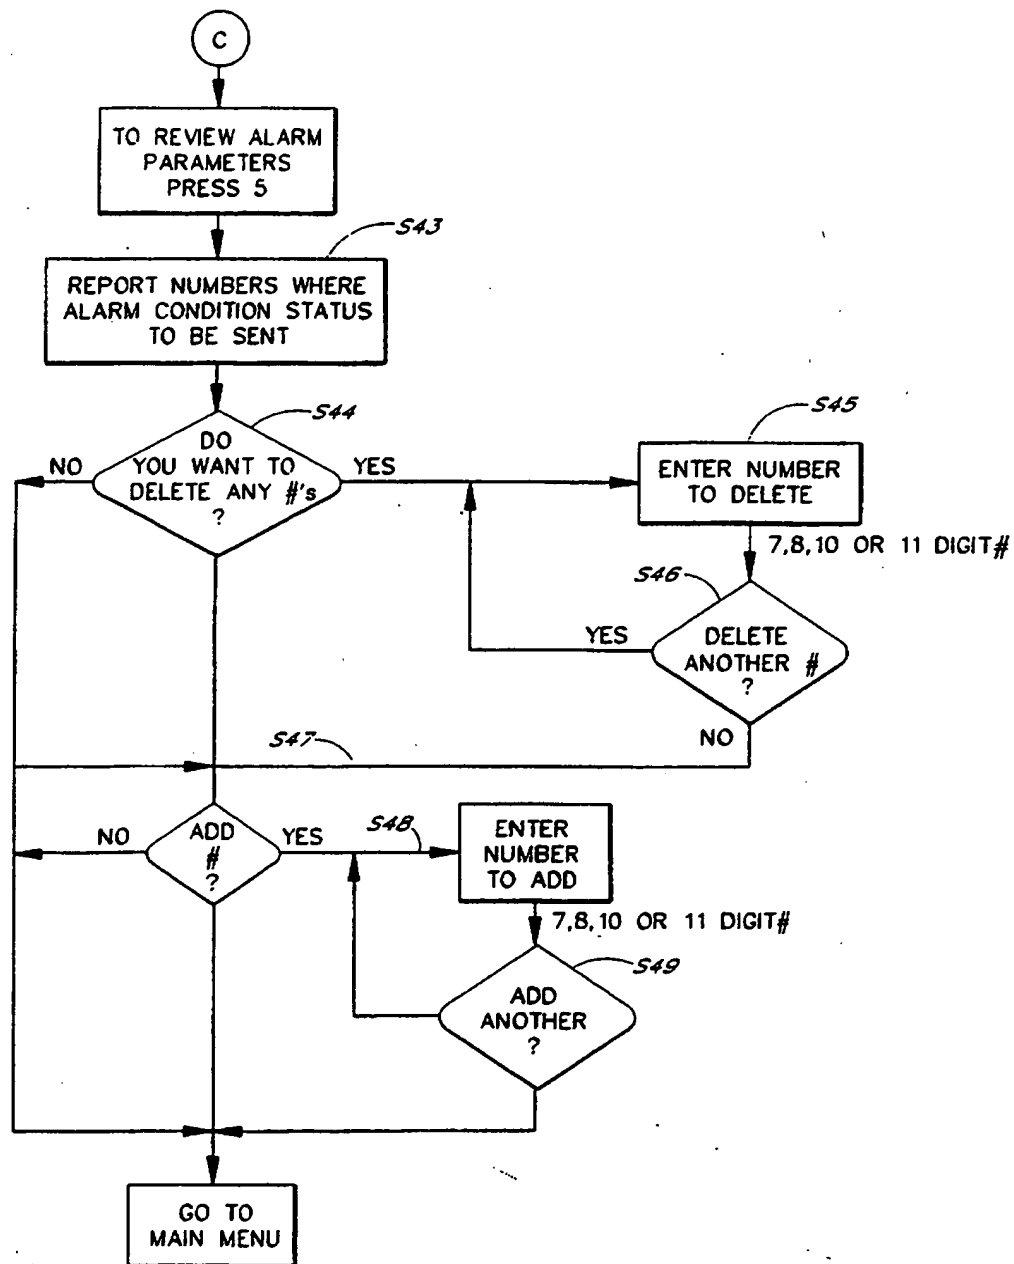 C
TO REVIEW ALARM
PARAMETERS
PRESS 5
S43
REPORT NUMBERS WHERE
ALARM CONDITION STATUS
TO BE SENT
S44
DO
YOU WANT TO
DELETE ANY #'s
?
NO
YES
S45
ENTER NUMBER
TO DELETE
7,8,10 OR 11 DIGIT#
S46
DELETE
ANOTHER #
?
YES
NO
S47
ADD
#
?
NO
YES
S48
ENTER
NUMBER
TO ADD
7,8,10 OR 11 DIGIT#
S49
ADD
ANOTHER
?
GO TO
MAIN MENU